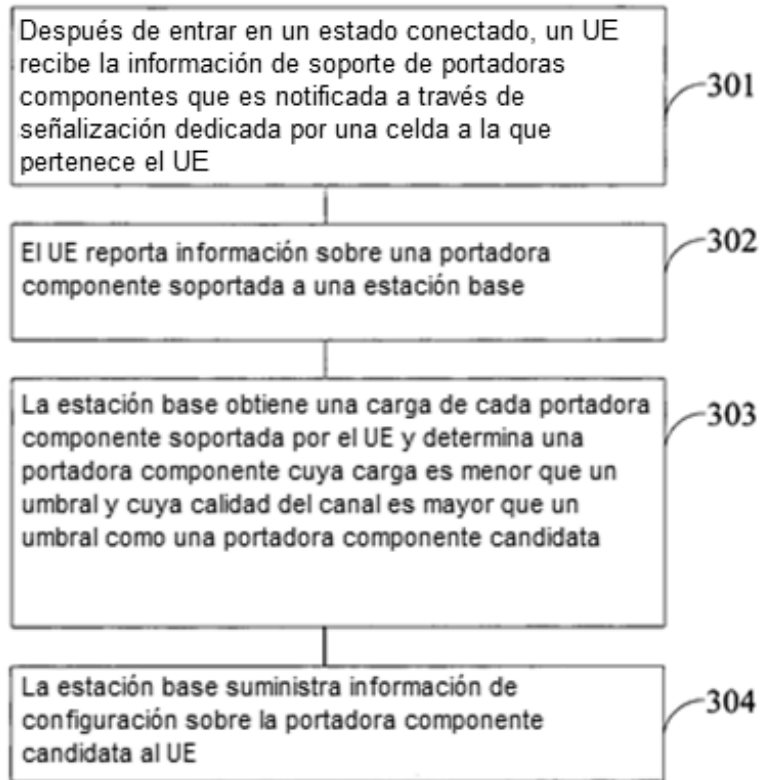 Después de entrar en un estado conectado, un UE
recibe la información de soporte de portadoras
componentes que es notificada a través de
señalización dedicada por una celda a la que
pertenece el UE
301
El UE reporta información sobre una portadora
componente soportada a una estación base
302
La estación base obtiene una carga de cada portadora
componente soportada por el UE y determina una
portadora componente cuya carga es menor que un
umbral y cuya calidad del canal es mayor que un
umbral como una portadora componente candidata
303
La estación base suministra información de
configuración sobre la portadora componente
candidata al UE
304